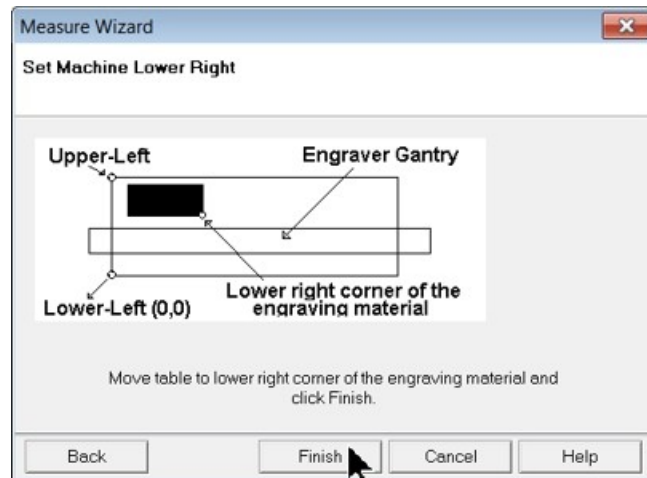 Measure Wizard
Set Machine Lower Right
Upper-Left
Engraver Gantry
Lower-Left (0,0)
Lower right corner of the
engraving material
Move table to lower right corner of the engraving material and
click Finish.
Back
Finish
Cancel
Help